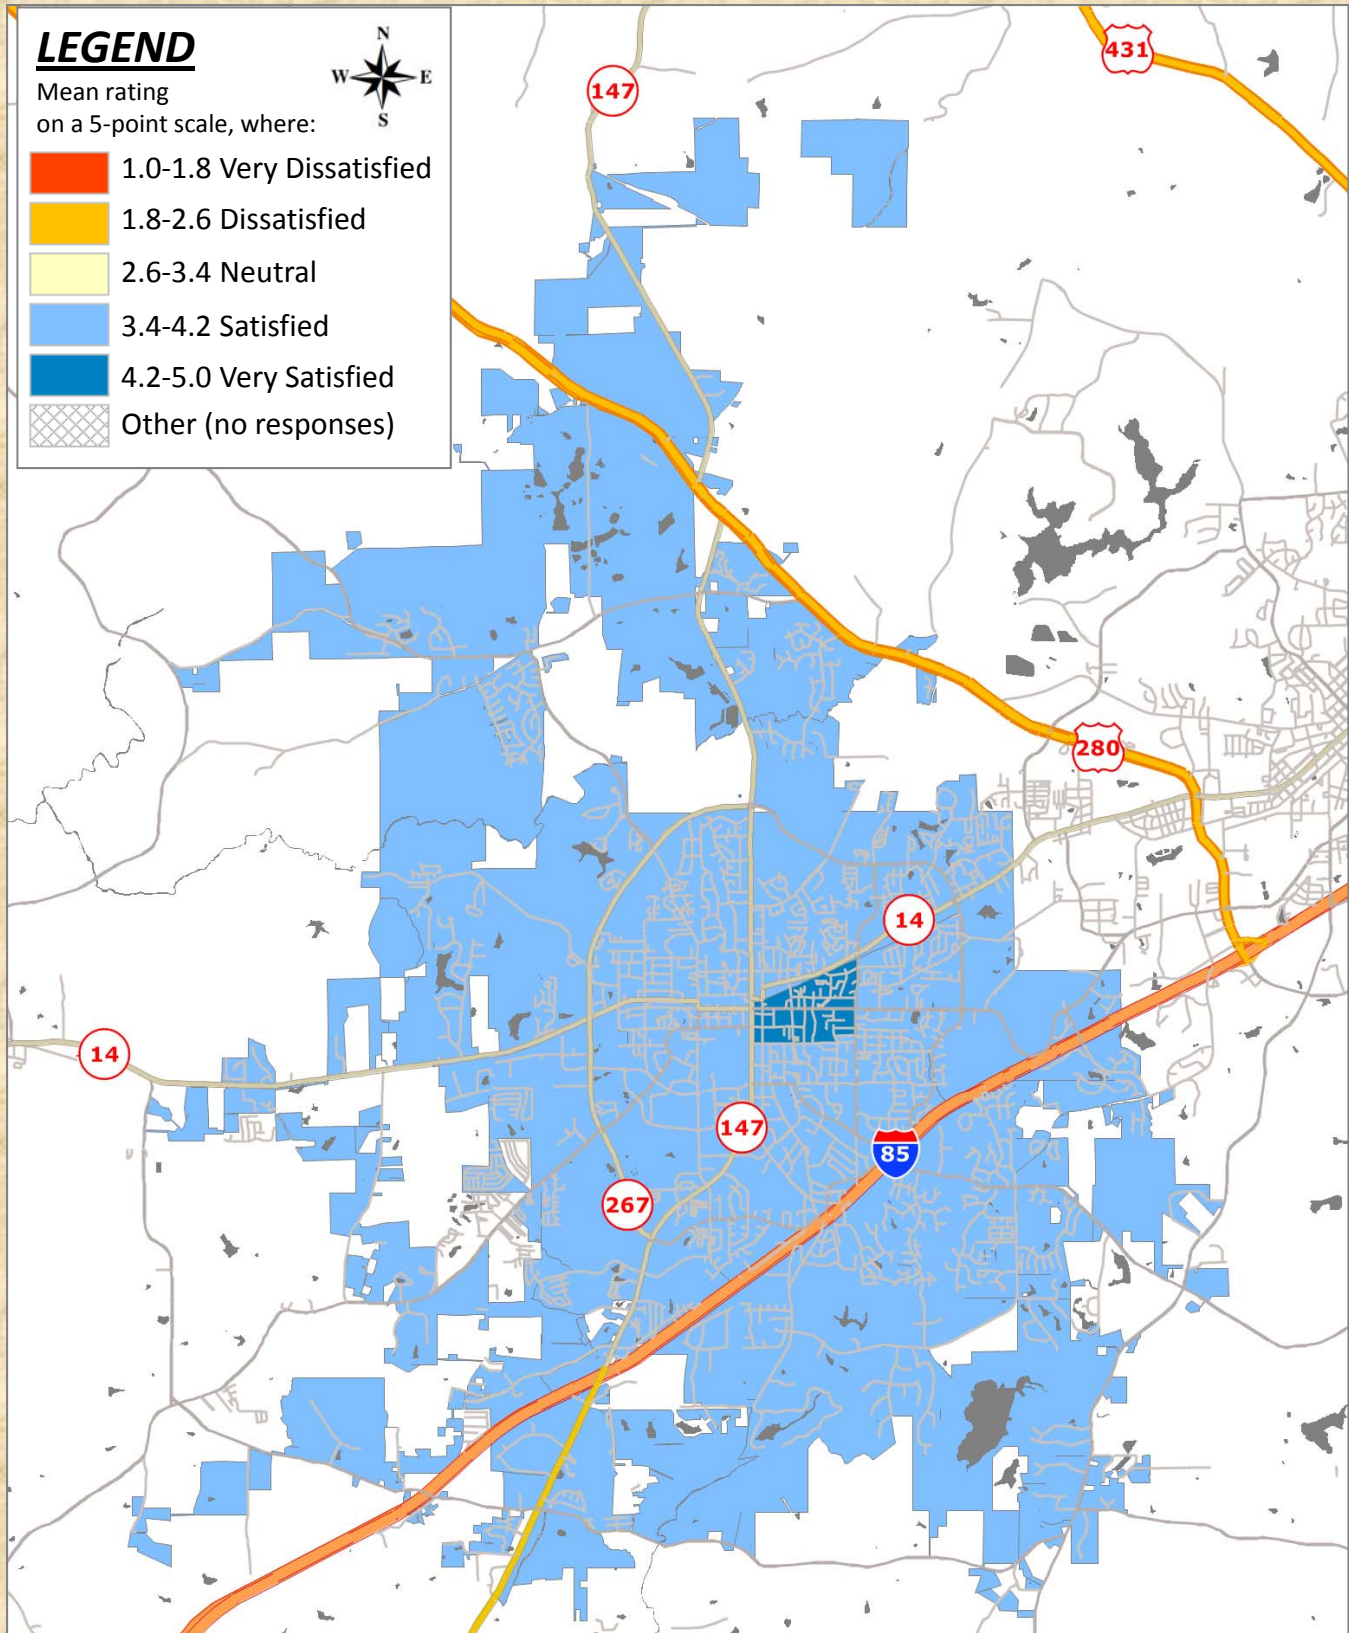 LEGEND
N
W E
S
Mean rating
on a 5-point scale, where:
1.0-1.8 Very Dissatisfied
1.8-2.6 Dissatisfied
2.6-3.4 Neutral
3.4-4.2 Satisfied
4.2-5.0 Very Satisfied
Other (no responses)
431
147
280
14
14
147
85
267